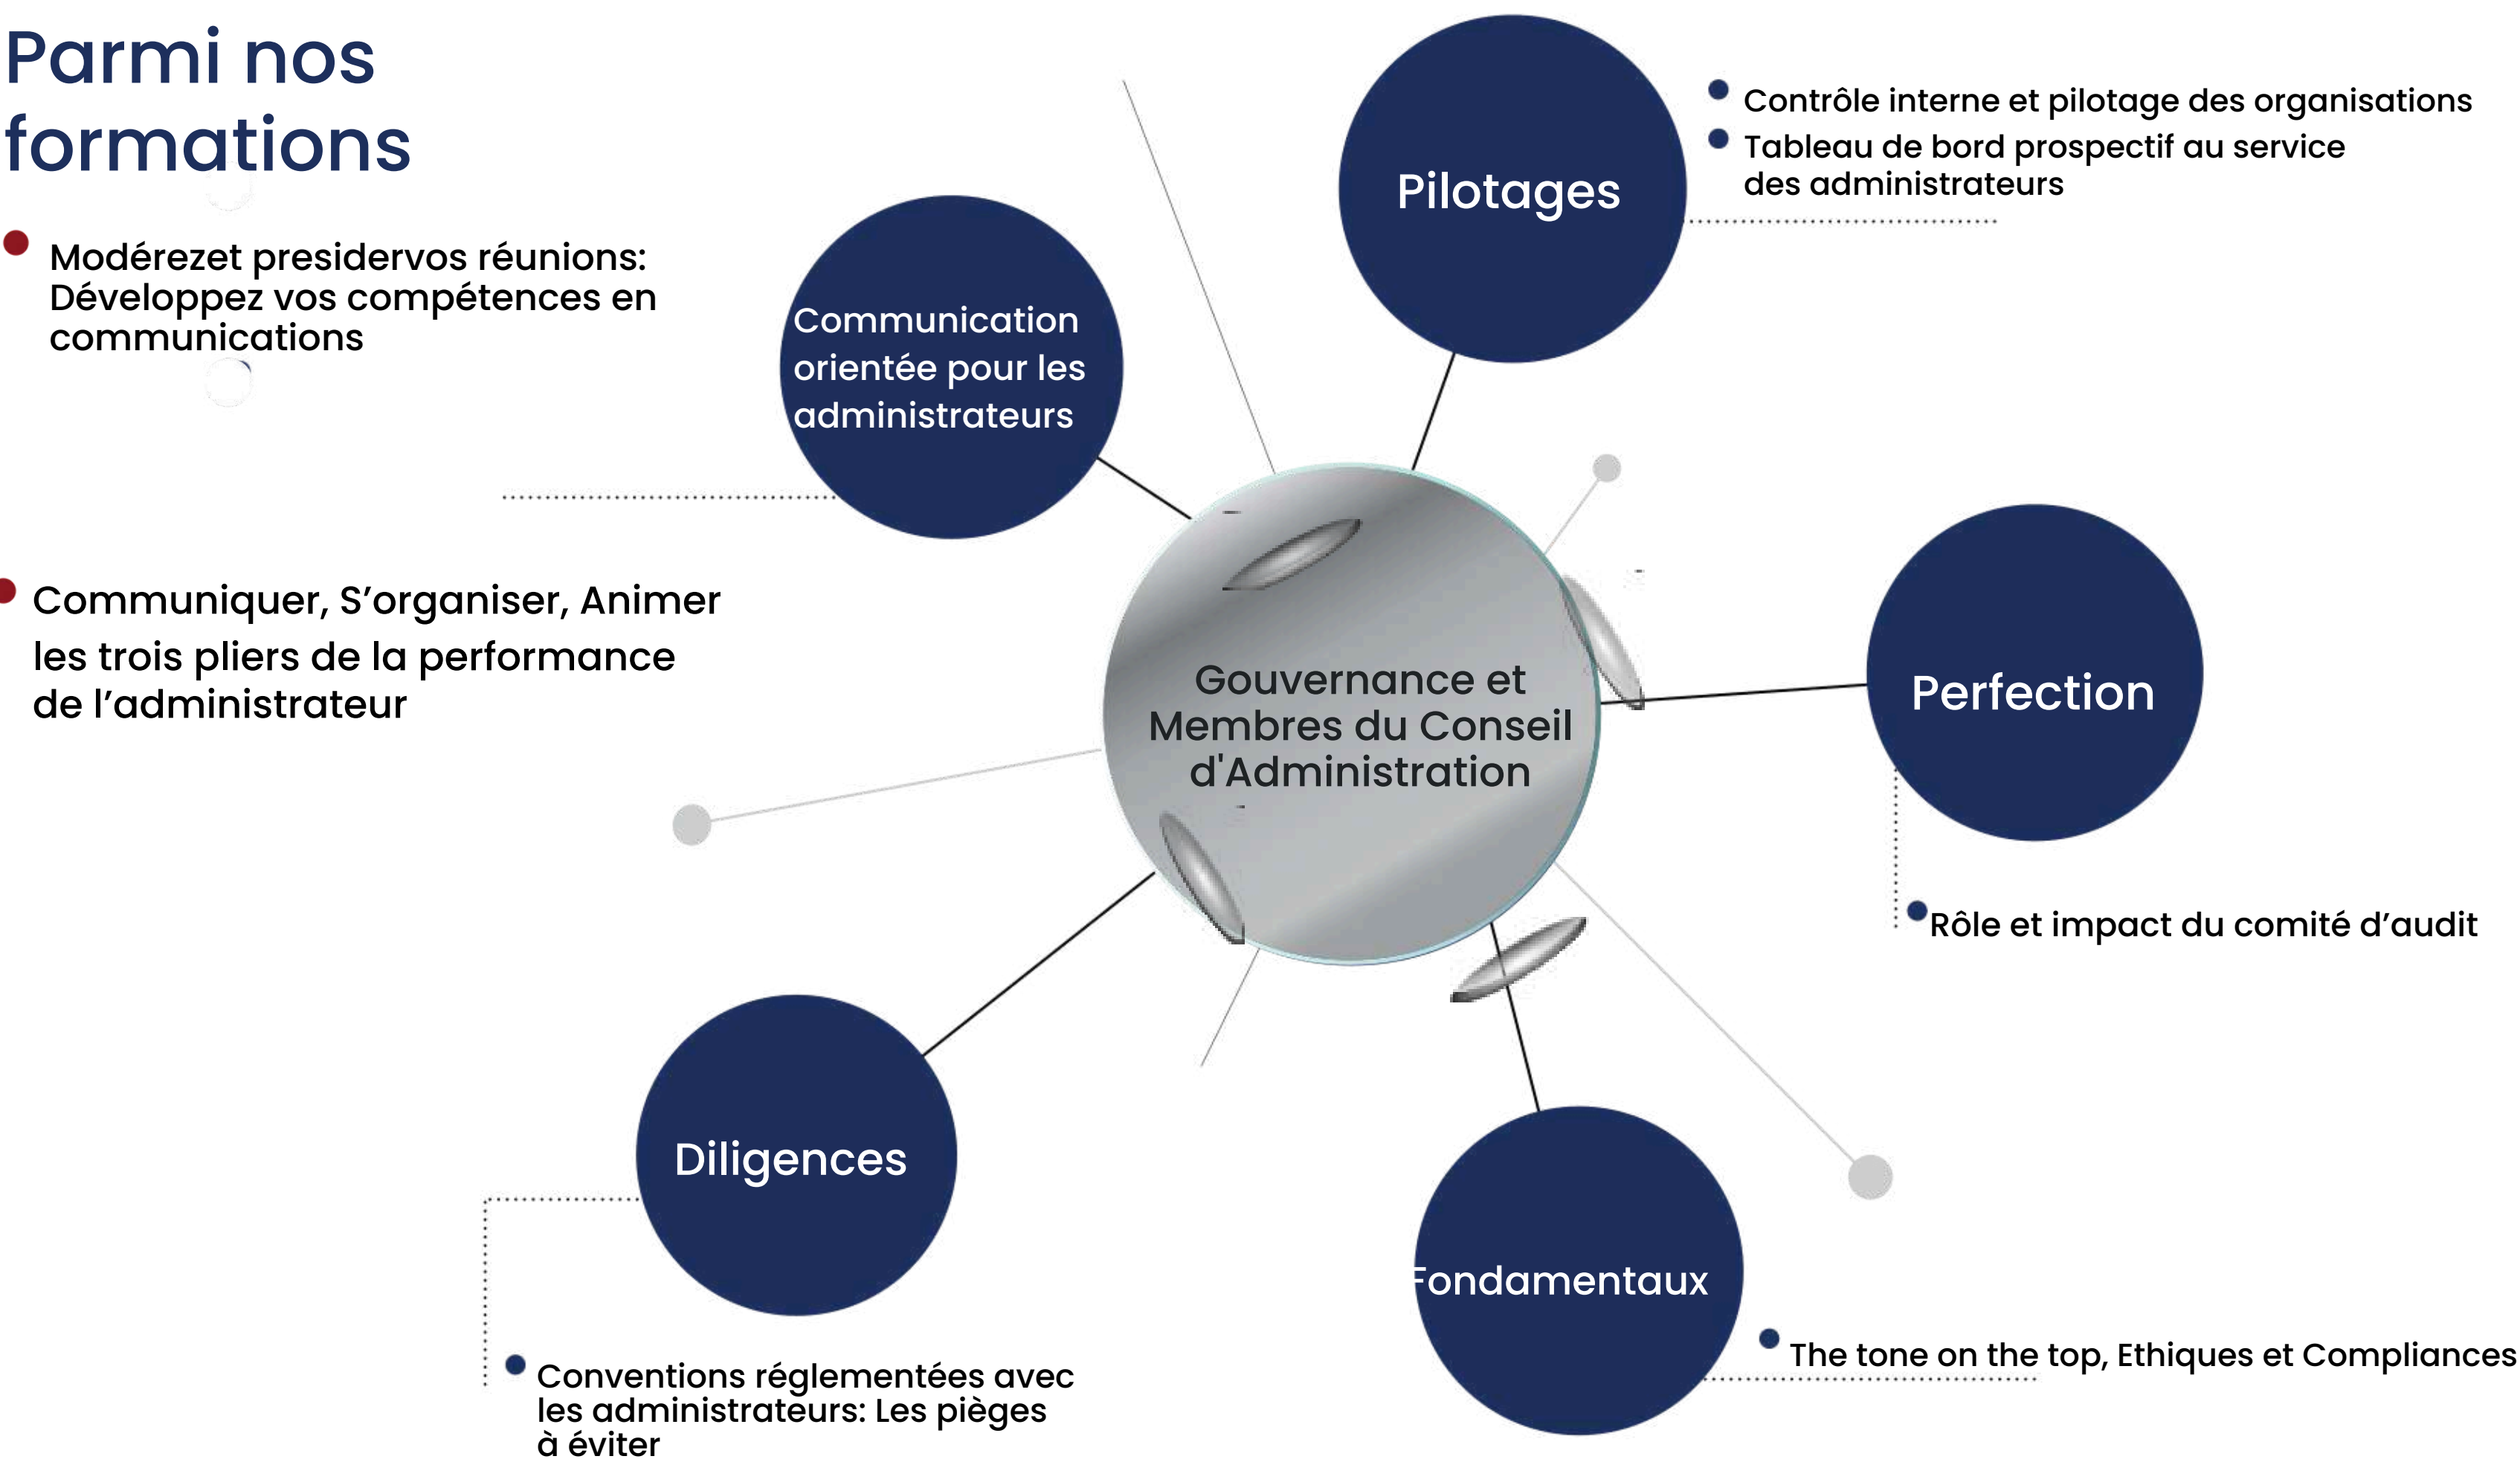 Parmi nos
formations
Modérezet presidervos réunions:
Développez vos compétences en
communications
Communiquer, S’organiser, Animer
les trois pliers de la performance
de l’administrateur
Communication
orientée pour les
administrateurs
Pilotages
Contrôle interne et pilotage des organisations
Tableau de bord prospectif au service
des administrateurs
Gouvernance et
Membres du Conseil
d'Administration
Perfection
Rôle et impact du comité d’audit
Diligences
Conventions réglementées avec
les administrateurs: Les pièges
à éviter
Fondamentaux
The tone on the top, Ethiques et Compliances